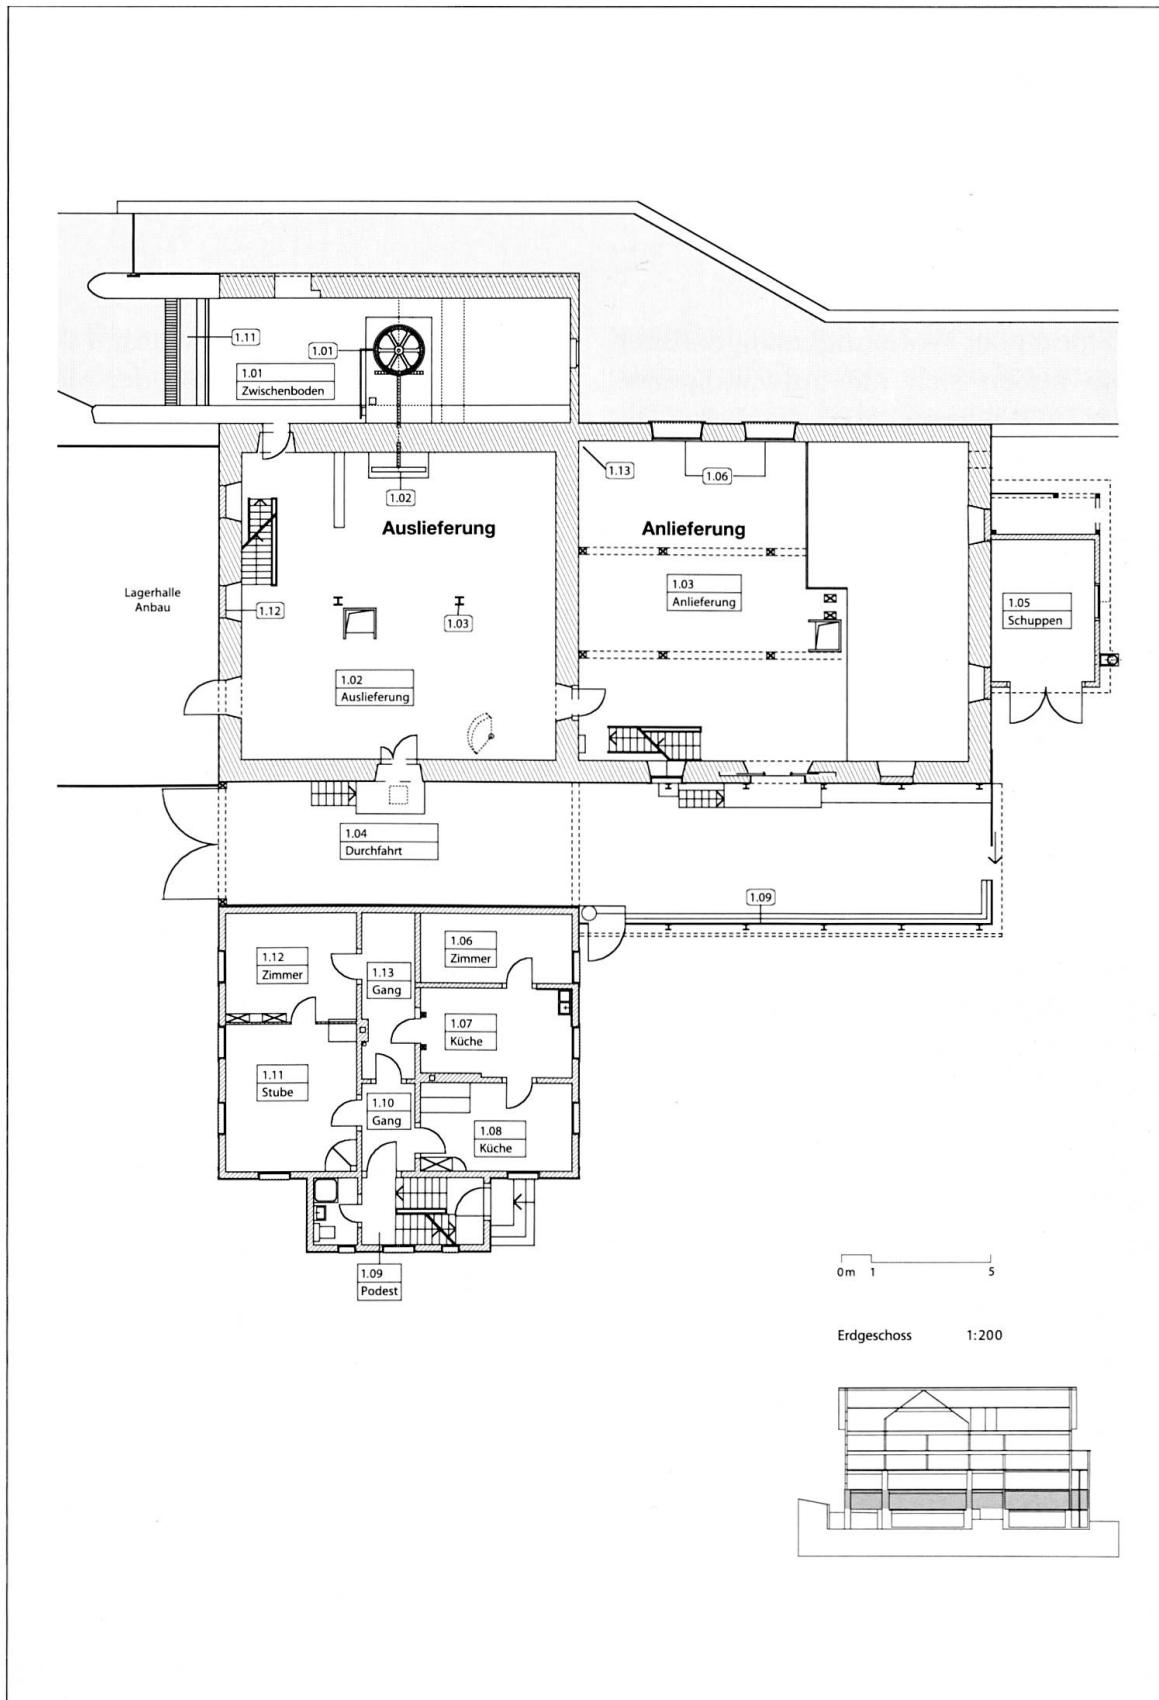 1.11
1.01
1.01
Zwischenboden
1.13
1.06
1.02
Auslieferung
Anlieferung
Lagerhalle
Anbau
1.12
1.03
1.03
Anlieferung
1.05
Schuppen
1.02
Auslieferung
1.04
Durchfahrt
1.09
1.12
Zimmer
1.13
Gang
1.06
Zimmer
1.07
Küche
1.11
Stube
1.10
Gang
1.08
Küche
1.09
Podest
0 m 1 5
Erdgeschoss 1:200